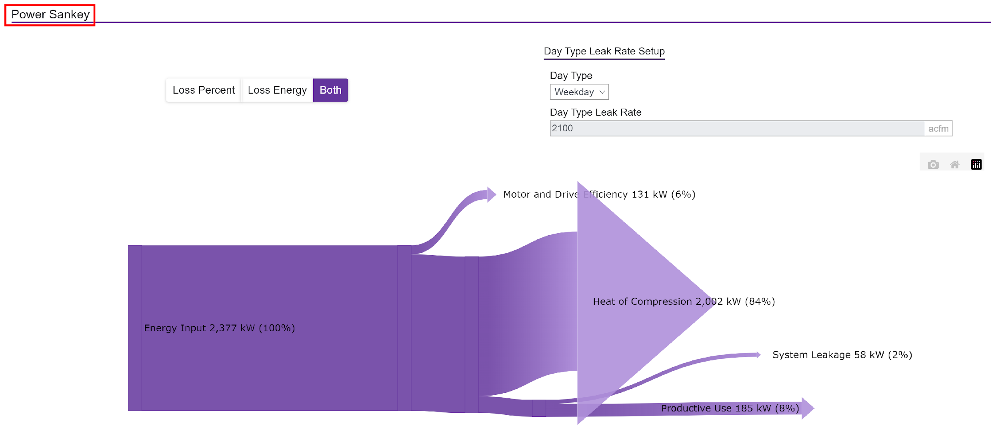 Power Sankey
Day Type Leak Rate Setup
Day Type
Loss Percent Loss Energy Both
Weekday
Day Type Leak Rate
2100 acfm
Motor and Drive Efficiency 131 kW (6%)
Heat of Compression 2,002 kW (84%)
Energy Input 2,377 kW (100%)
System Leakage 58 kW (2%)
Productive Use 185 kW (8%)